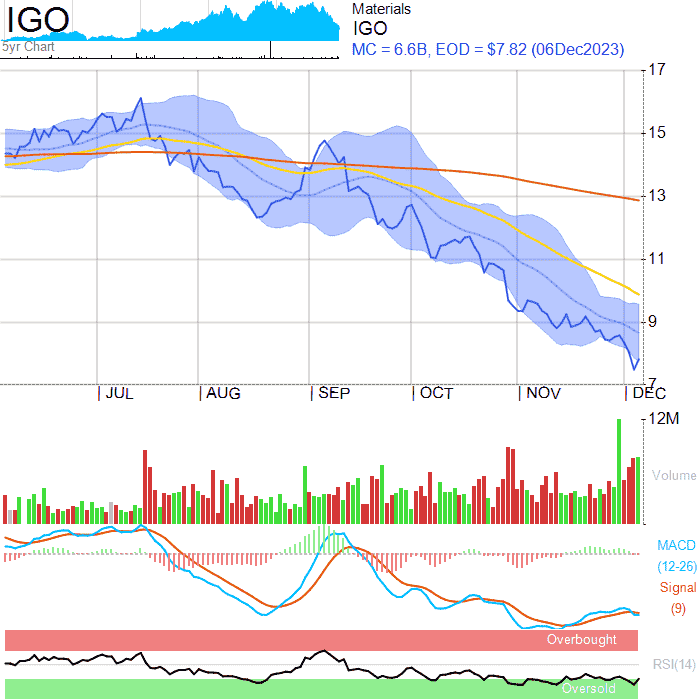 IGO
5yr Chart
Materials
IGO
MC = 6.6B, EOD = $7.82 (06Dec2023)
17
15
13
11
9
7
JUL
AUG
SEP
OCT
NOV
DEC
12M
Volume
MACD
(12-26)
Signal
(9)
Overbought
RSI(14)
Oversold